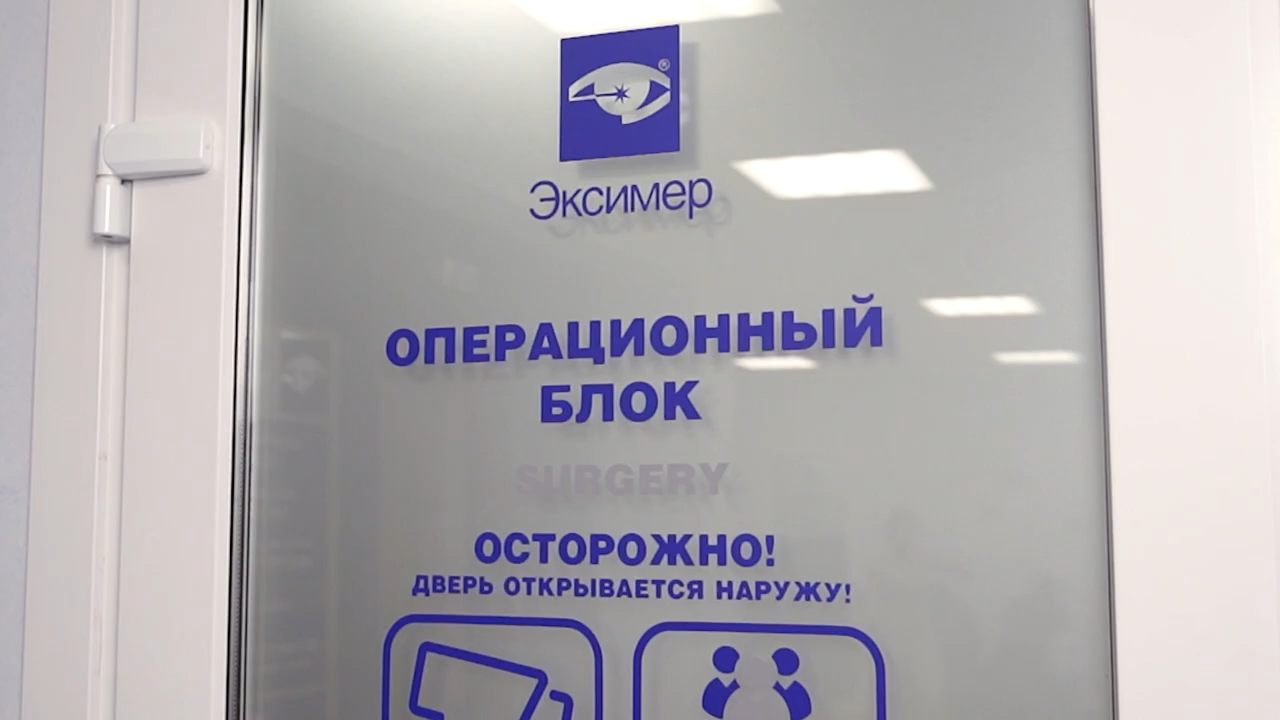 ®
Эксимер
ОПЕРАЦИОННЫЙ
БЛОК
SURGERY
ОСТОРОЖНО!
ДВЕРЬ ОТКРЫВАЕТСЯ НАРУЖУ!